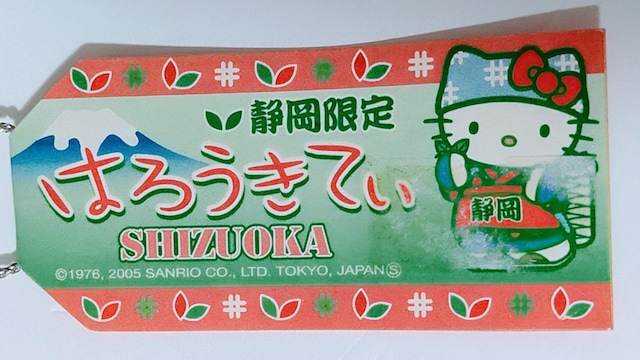 静岡限定
はろうきてぃ
SHIZUOKA
静岡
©1976, 2005 SANRIO CO., LTD. TOKYO, JAPANⓈ